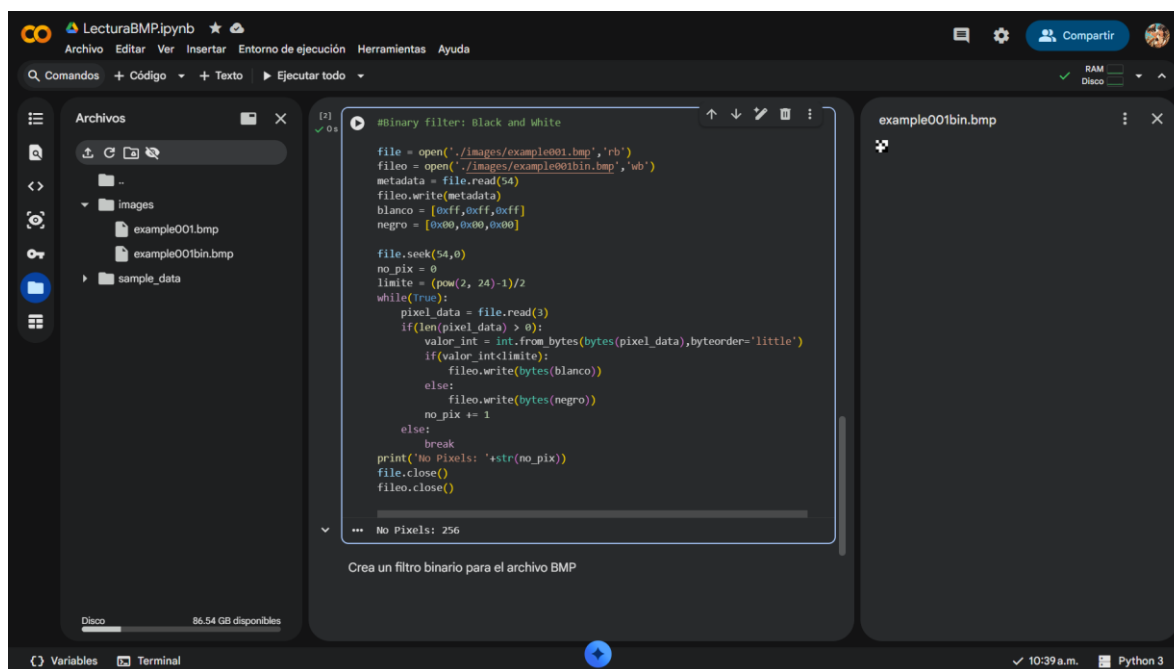 LecturaBMP.ipynb
Archivo Editar Ver Insertar Entorno de ejecución Herramientas Ayuda
Compartir
Comandos + Código + Texto Ejecutar todo
RAM
Disco
Archivos
..
images
example001.bmp
example001bin.bmp
sample_data
Disco 86.54 GB disponibles
[2]
0 s
#Binary filter: Black and White
file = open('./images/example001.bmp','rb')
fileo = open('./images/example001bin.bmp','wb')
metadata = file.read(54)
fileo.write(metadata)
blanco = [0xff,0xff,0xff]
negro = [0x00,0x00,0x00]
file.seek(54,0)
no_pix = 0
limite = (pow(2, 24)-1)/2
while(True):
    pixel_data = file.read(3)
    if(len(pixel_data) > 0):
        valor_int = int.from_bytes(bytes(pixel_data),byteorder='little')
        if(valor_int<limite):
            fileo.write(bytes(blanco))
        else:
            fileo.write(bytes(negro))
        no_pix += 1
    else:
        break
print('No Pixels: '+str(no_pix))
file.close()
fileo.close()
No Pixels: 256
Crea un filtro binario para el archivo BMP
example001bin.bmp
{} Variables Terminal
10:39 a.m. Python 3